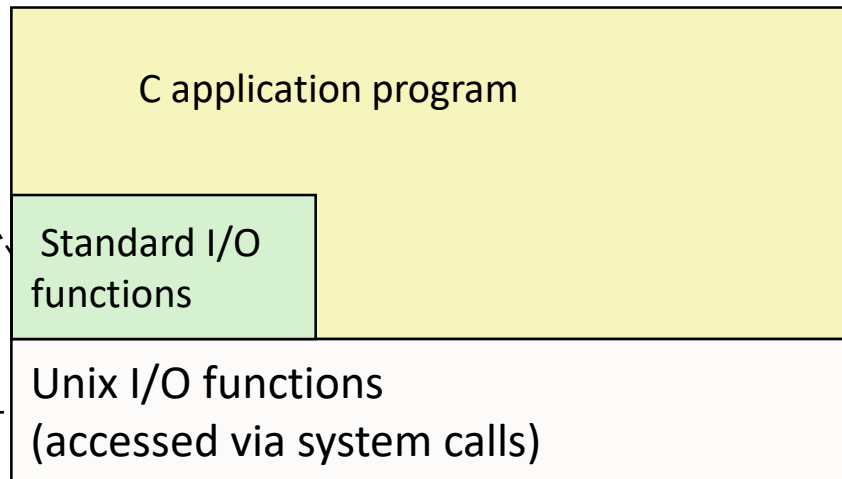 C application program
Standard I/O
functions
Unix I/O functions
(accessed via system calls)